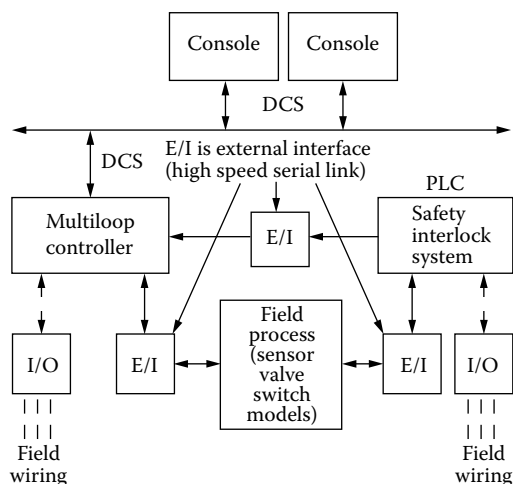 Console
Console
DCS
E/I is external interface
(high speed serial link)
DCS
PLC
Multiloop
controller
E/I
Safety
interlock
system
I/O
E/I
Field
process
(sensor
valve
switch
models)
E/I
I/O
Field
wiring
Field
wiring